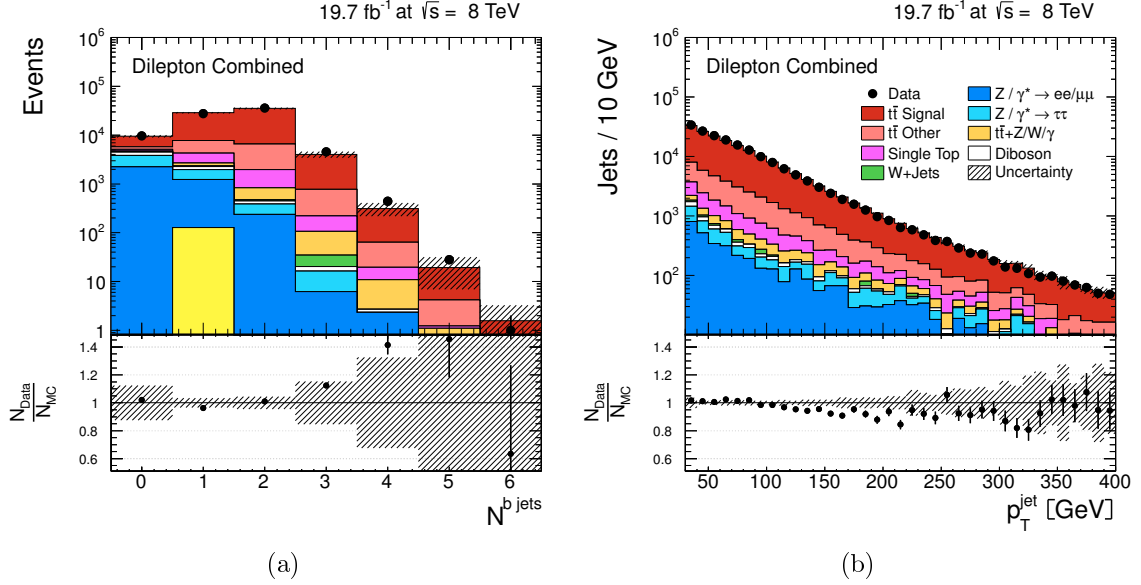 19.7 fb⁻¹ at √s = 8 TeV
Dilepton Combined
Events
10⁶
10⁵
10⁴
10³
10²
10
1
N_Data / N_MC
1.4
1.2
1
0.8
0.6
0 1 2 3 4 5 6
N^b jets
(a)
19.7 fb⁻¹ at √s = 8 TeV
Dilepton Combined
Data
tt̄ Signal
tt̄ Other
Single Top
W+Jets
Z / γ* → ee/μμ
Z / γ* → ττ
tt̄+Z/W/γ
Diboson
Uncertainty
Jets / 10 GeV
10⁶
10⁵
10⁴
10³
10²
N_Data / N_MC
1.4
1.2
1
0.8
0.6
50 100 150 200 250 300 350 400
p_T^jet [GeV]
(b)